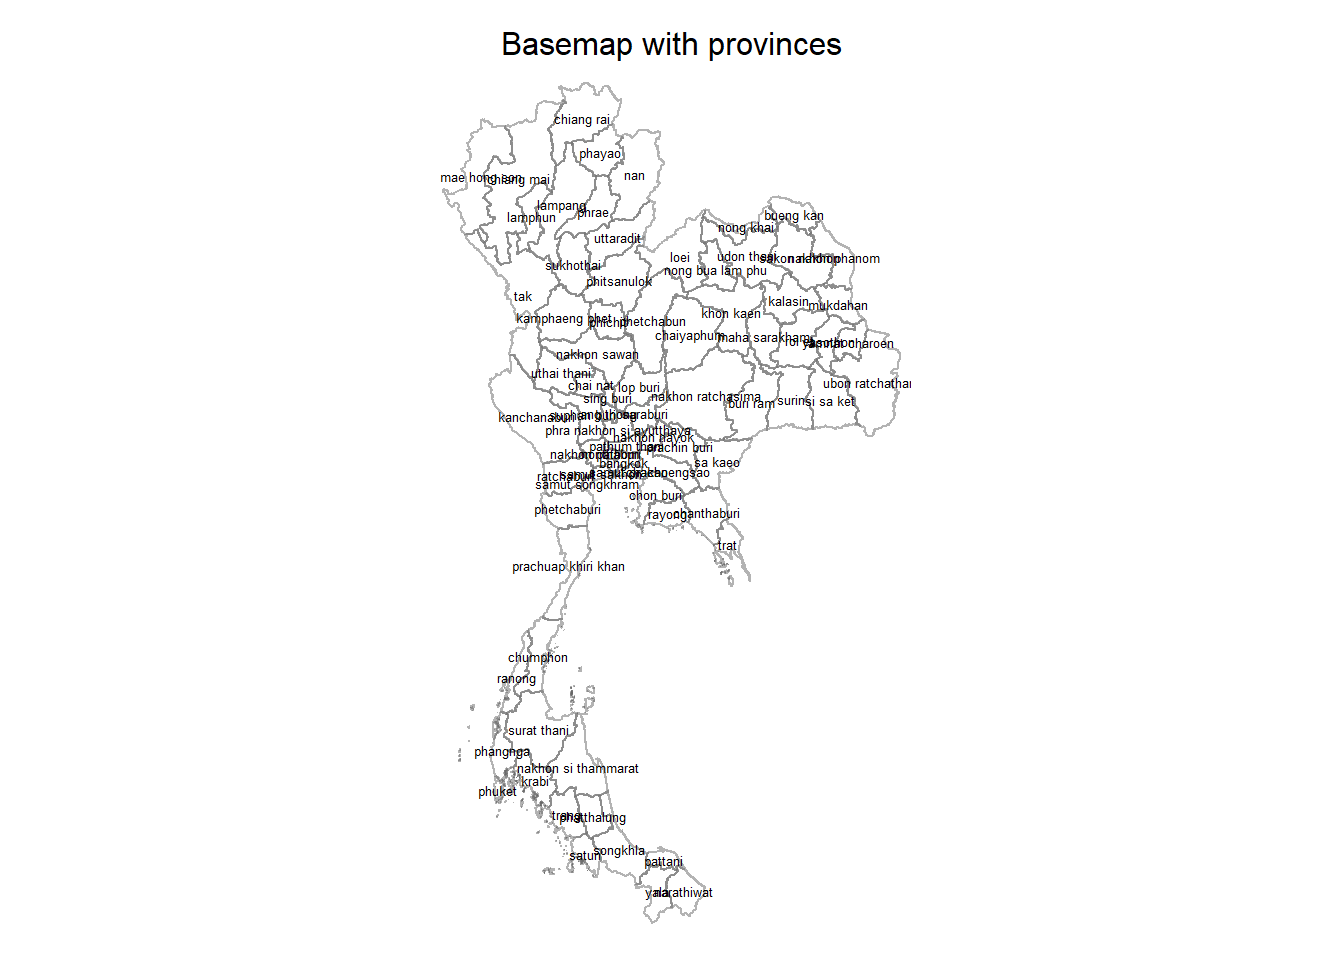 Basemap with provinces
chiang rai
phayao
mae hong son
chiang mai
nan
lampang
phrae
lamphun
bueng kan
nong khai
uttaradit
loei
udon thani
sakon nakhon
nakhon phanom
sukhothai
nong bua lam phu
phitsanulok
tak
kalasin
mukdahan
khon kaen
kamphaeng phet
phichit
phetchabun
chaiyaphum
maha sarakham
roi et
yasothon
amnat charoen
nakhon sawan
uthai thani
chai nat
lop buri
ubon ratchathani
sing buri
nakhon ratchasima
buri ram
surin
si sa ket
kanchanaburi
suphan buri
ang thong
saraburi
phra nakhon si ayutthaya
nakhon nayok
pathum thani
prachin buri
nakhon pathom
nonthaburi
bangkok
sa kaeo
ratchaburi
samut sakhon
samut prakan
chachoengsao
samut songkhram
chon buri
phetchaburi
rayong
chanthaburi
trat
prachuap khiri khan
chumphon
ranong
surat thani
phangnga
nakhon si thammarat
krabi
phuket
trang
phatthalung
songkhla
satun
pattani
yala
narathiwat